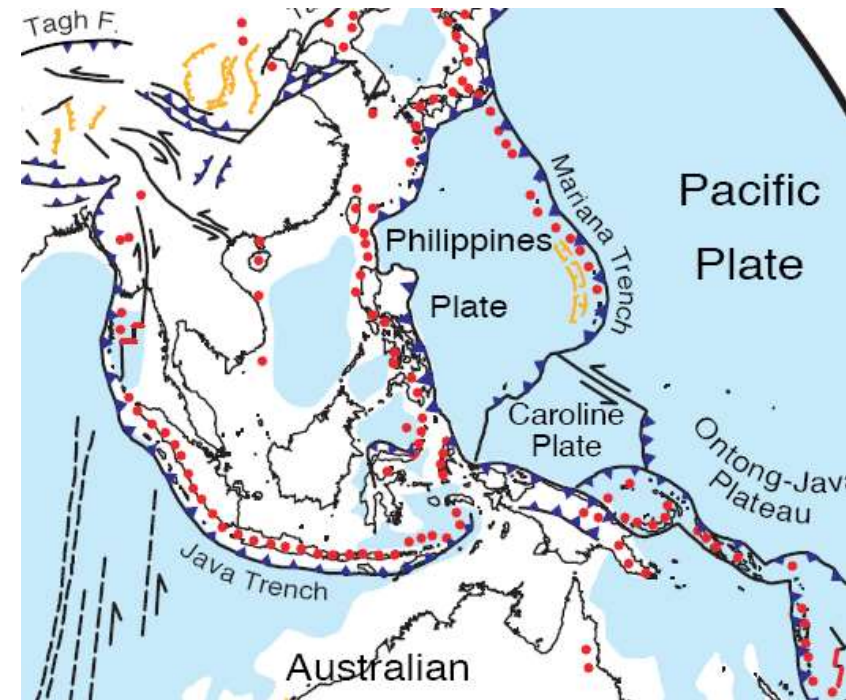 Tagh F.
Pacific
Plate
Mariana Trench
Philippines
Plate
Caroline
Plate
Ontong-Java
Plateau
Java Trench
Australian